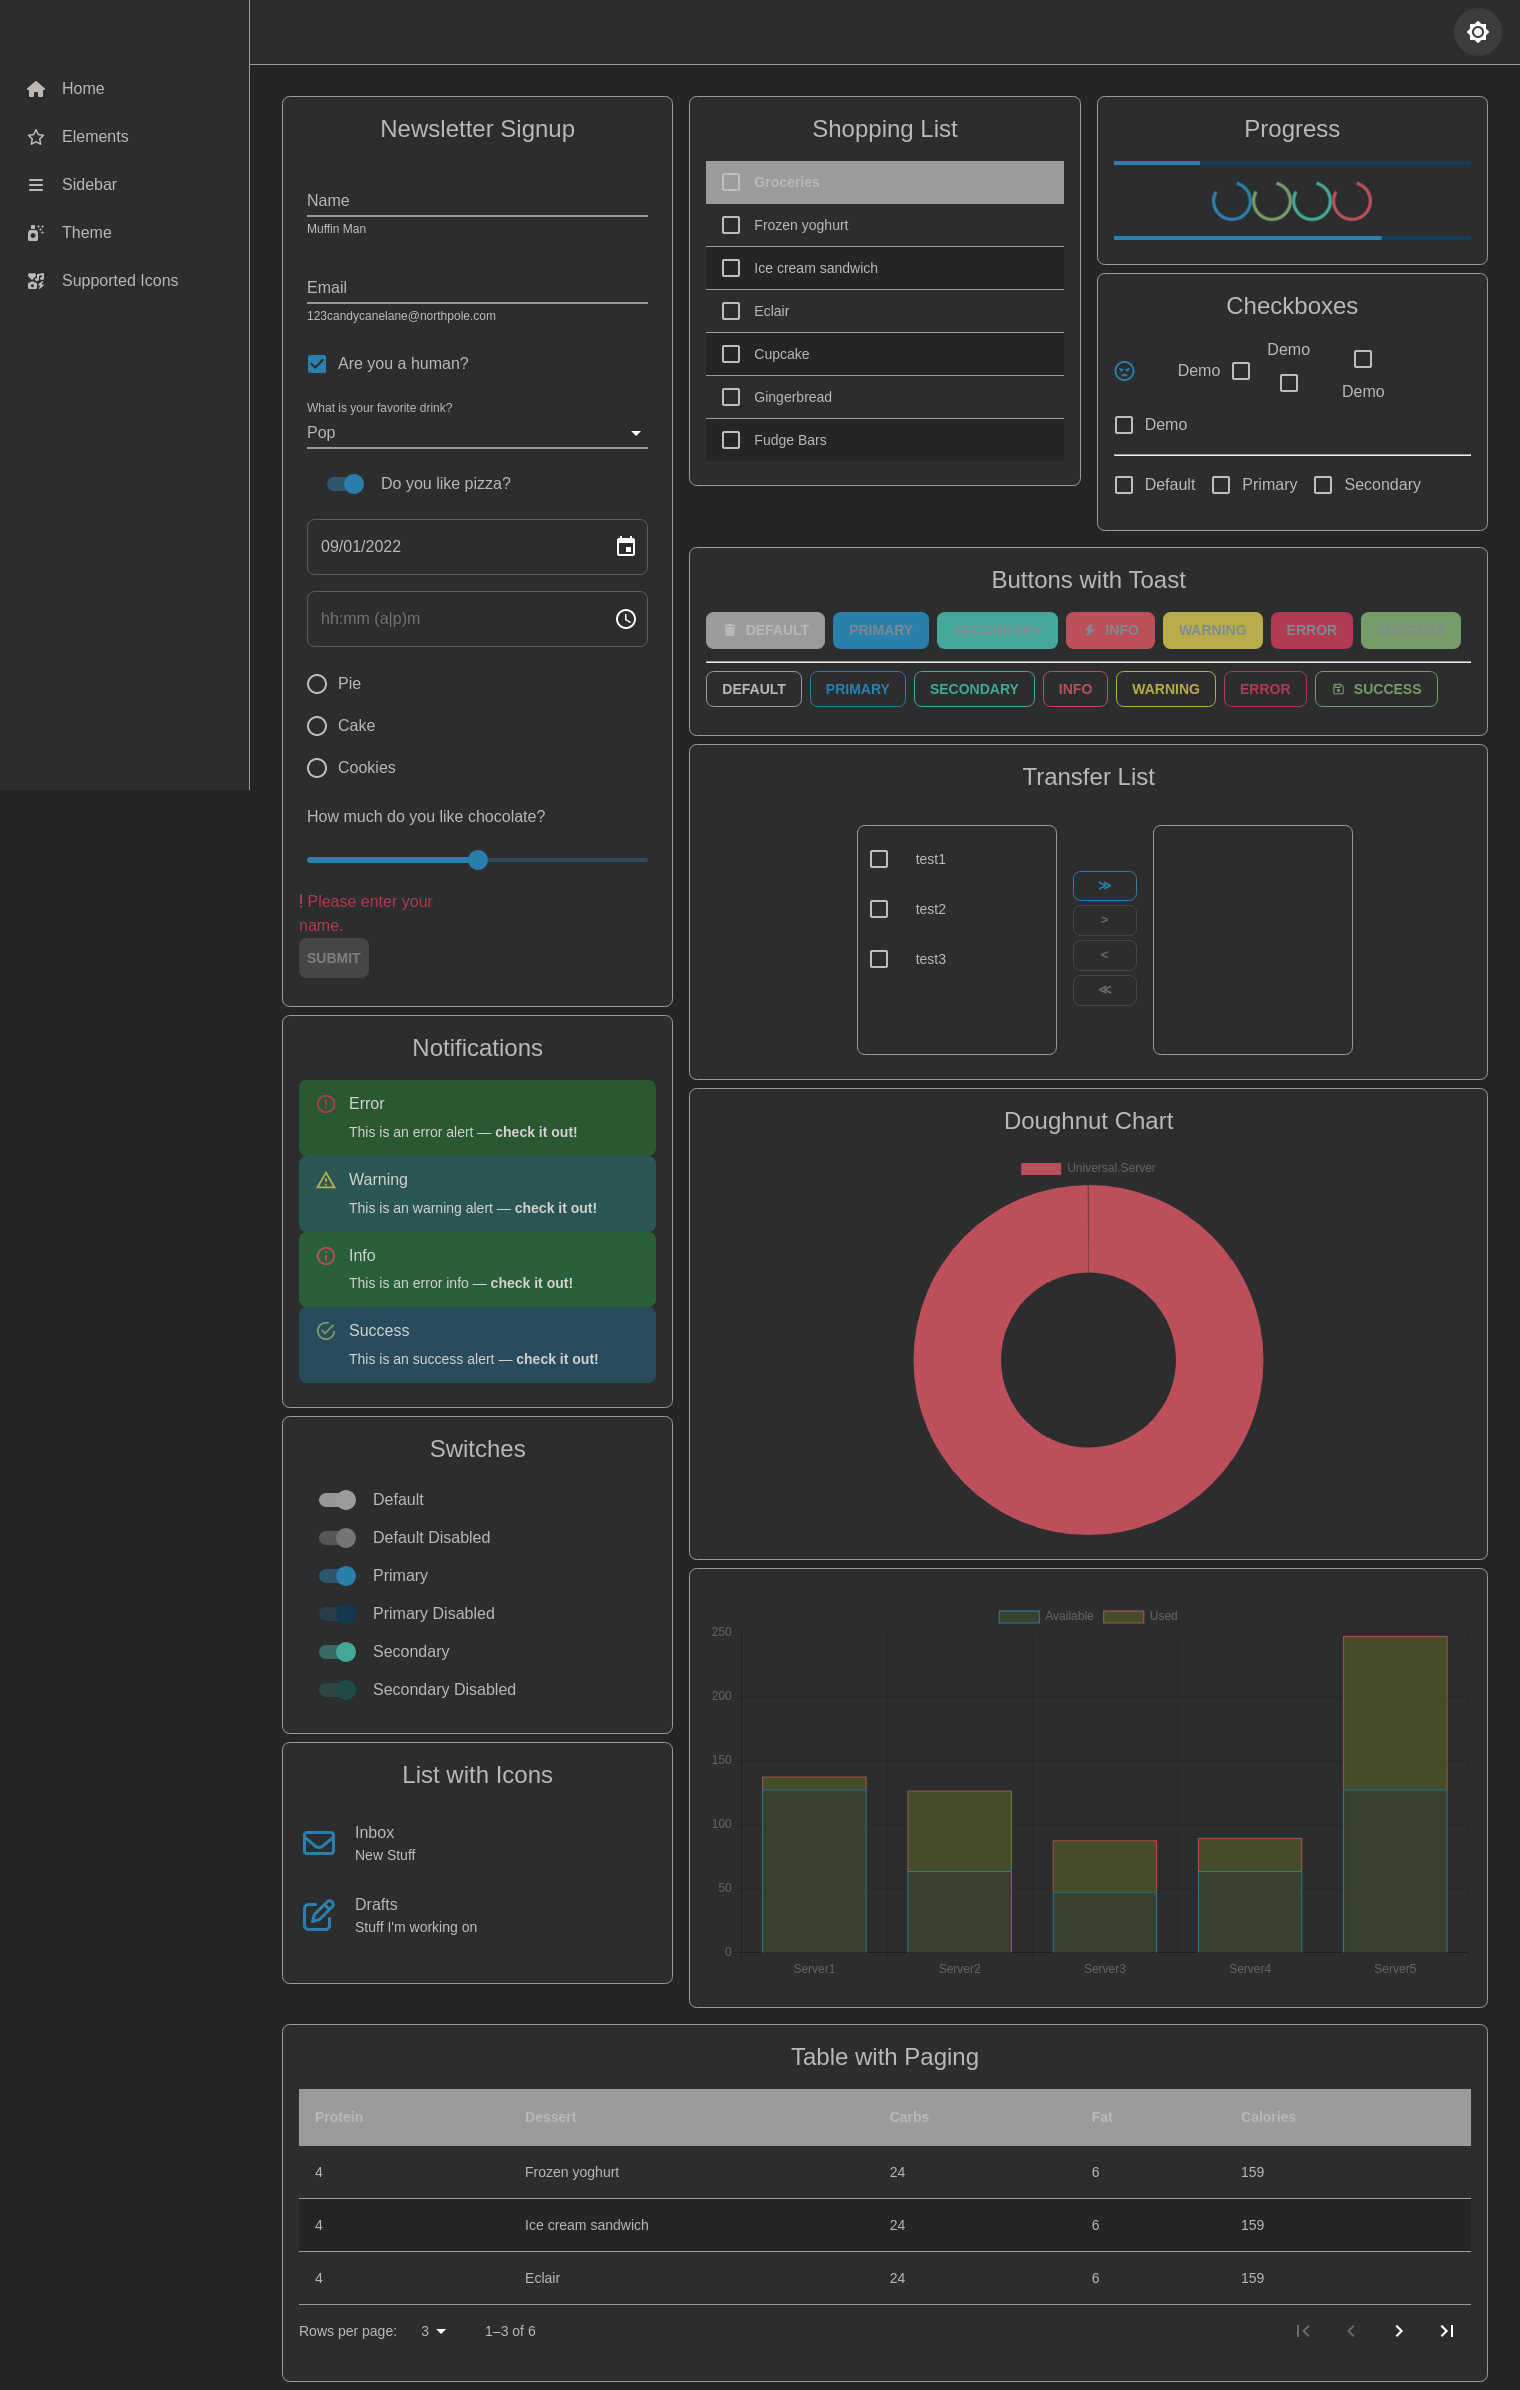 Home
Elements
Sidebar
Theme
Supported Icons
Newsletter Signup
Name
Muffin Man
Email
123candycanelane@northpole.com
Are you a human?
What is your favorite drink?
Pop
Do you like pizza?
09/01/2022
hh:mm (a|p)m
Pie
Cake
Cookies
How much do you like chocolate?
! Please enter your
name.
SUBMIT
Notifications
Error
This is an error alert — check it out!
Warning
This is an warning alert — check it out!
Info
This is an error info — check it out!
Success
This is an success alert — check it out!
Switches
Default
Default Disabled
Primary
Primary Disabled
Secondary
Secondary Disabled
List with Icons
Inbox
New Stuff
Drafts
Stuff I'm working on
Shopping List
Groceries
Frozen yoghurt
Ice cream sandwich
Eclair
Cupcake
Gingerbread
Fudge Bars
Progress
Checkboxes
Demo
Demo
Demo
Demo
Default Primary Secondary
Buttons with Toast
DEFAULT PRIMARY SECONDARY INFO WARNING ERROR SUCCESS
DEFAULT PRIMARY SECONDARY INFO WARNING ERROR SUCCESS
Transfer List
test1
test2
test3
≫
>
<
≪
Doughnut Chart
Universal.Server
Available Used
250
200
150
100
50
0
Server1 Server2 Server3 Server4 Server5
Table with Paging
Protein Dessert Carbs Fat Calories
4 Frozen yoghurt 24 6 159
4 Ice cream sandwich 24 6 159
4 Eclair 24 6 159
Rows per page: 3 1–3 of 6